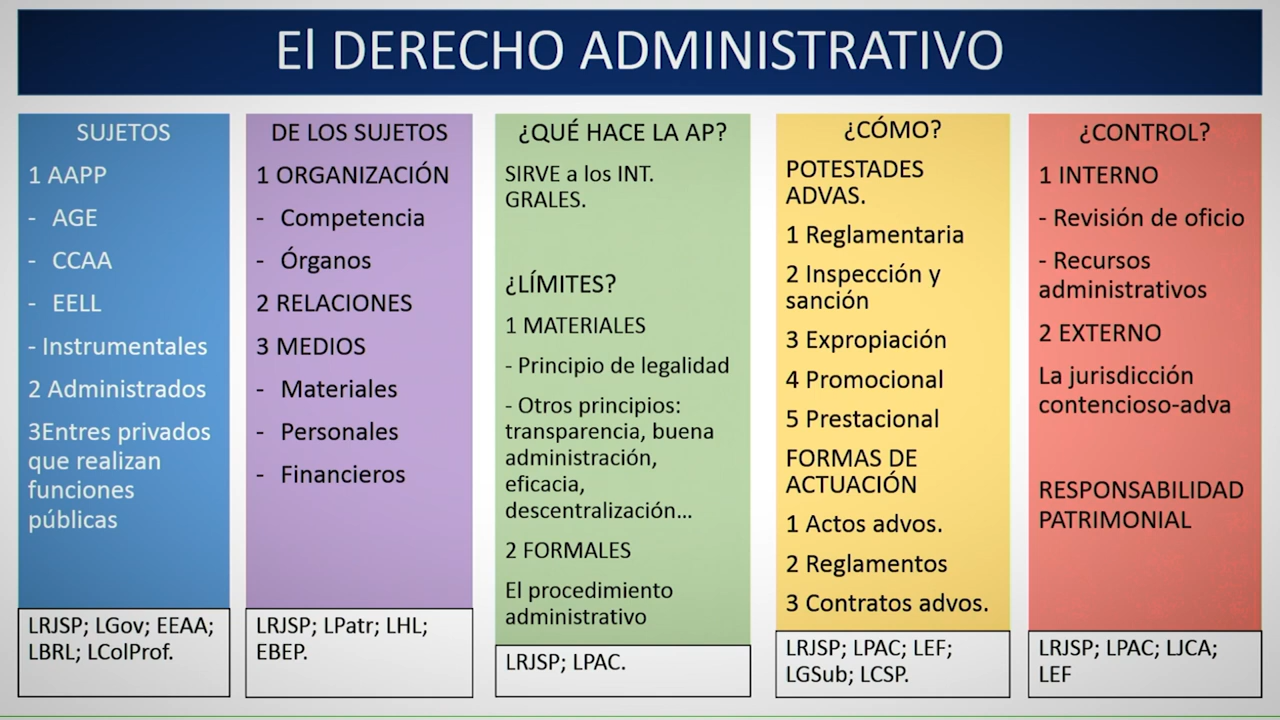 El DERECHO ADMINISTRATIVO
SUJETOS
1 AAPP
- AGE
- CCAA
- EELL
- Instrumentales
2 Administrados
3Entres privados
que realizan
funciones
públicas
LRJSP; LGov; EEAA;
LBRL; LColProf.
DE LOS SUJETOS
1 ORGANIZACIÓN
- Competencia
- Órganos
2 RELACIONES
3 MEDIOS
- Materiales
- Personales
- Financieros
LRJSP; LPatr; LHL;
EBEP.
¿QUÉ HACE LA AP?
SIRVE a los INT.
GRALES.
¿LÍMITES?
1 MATERIALES
- Principio de legalidad
- Otros principios:
transparencia, buena
administración,
eficacia,
descentralización...
2 FORMALES
El procedimiento
administrativo
LRJSP; LPAC.
¿CÓMO?
POTESTADES
ADVAS.
1 Reglamentaria
2 Inspección y
sanción
3 Expropiación
4 Promocional
5 Prestacional
FORMAS DE
ACTUACIÓN
1 Actos advos.
2 Reglamentos
3 Contratos advos.
LRJSP; LPAC; LEF;
LGSub; LCSP.
¿CONTROL?
1 INTERNO
- Revisión de oficio
- Recursos
administrativos
2 EXTERNO
La jurisdicción
contencioso-adva
RESPONSABILIDAD
PATRIMONIAL
LRJSP; LPAC; LJCA;
LEF